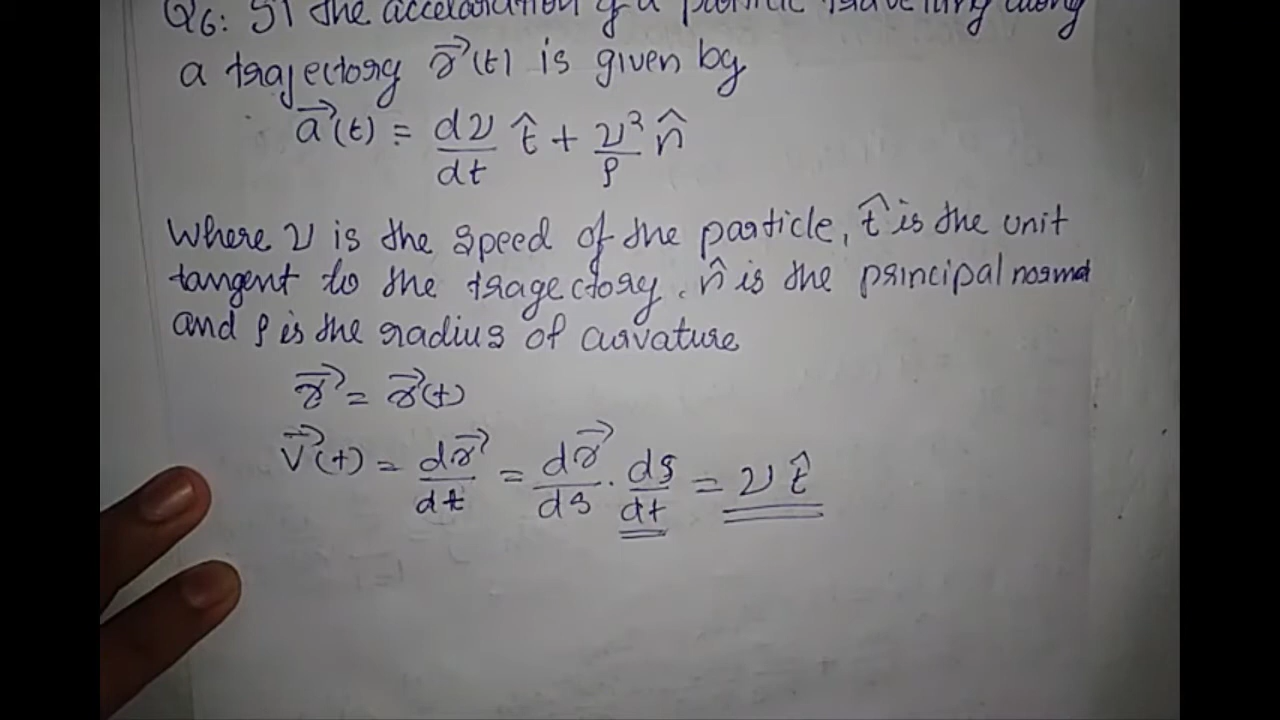 Q6: ST the acceleration of a particle travelling along
a trajectory r⃗(t) is given by
a⃗(t) = dv/dt t̂ + v²/ρ n̂
Where v is the speed of the particle, t̂ is the unit
tangent to the tragectory. n̂ is the principal normal
and ρ is the radius of curvature
r⃗ = r⃗(t)
V⃗(t) = dr⃗/dt = dr⃗/ds . ds/dt = v t̂